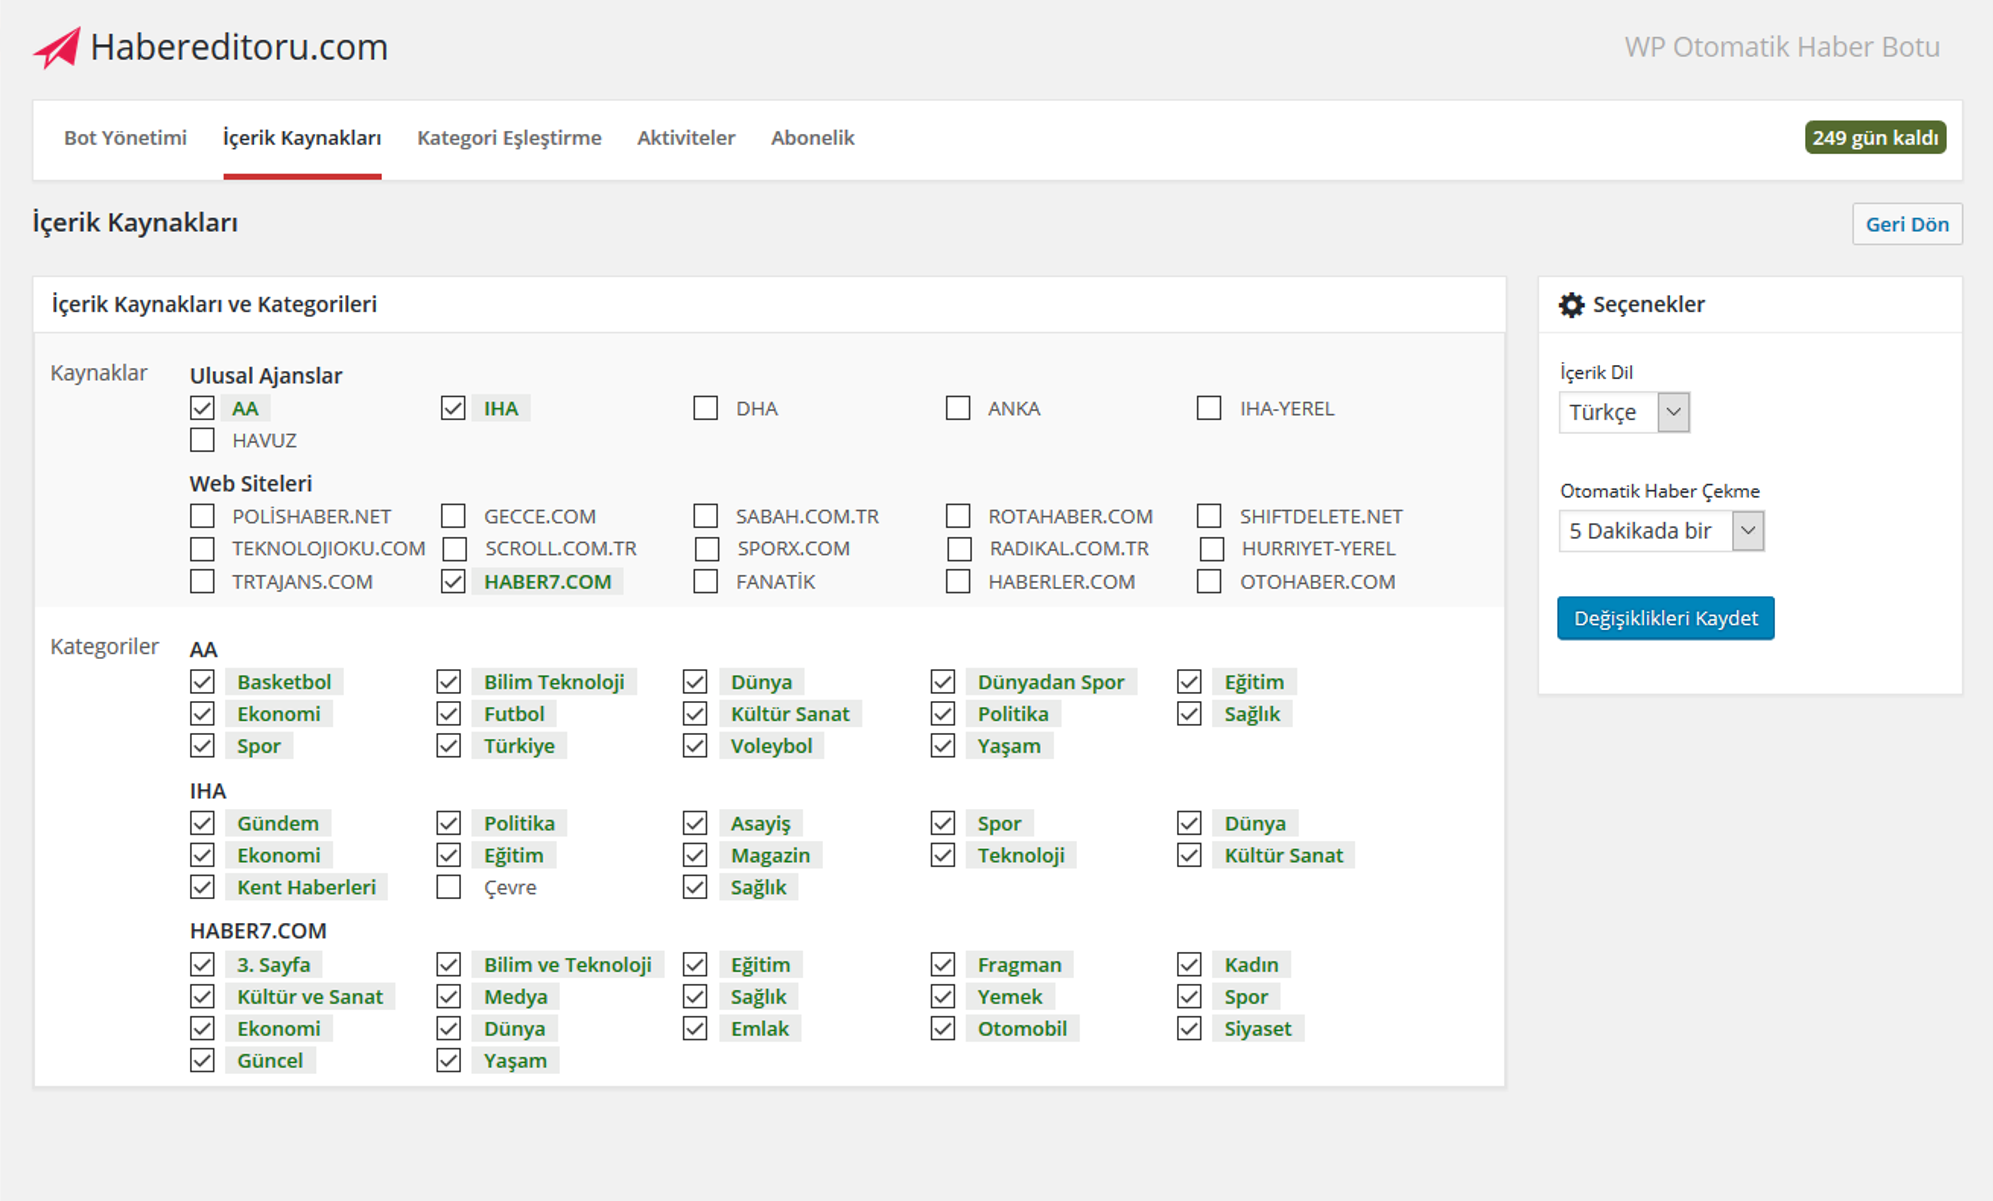 Habereditoru.com
WP Otomatik Haber Botu
Bot Yönetimi İçerik Kaynakları Kategori Eşleştirme Aktiviteler Abonelik 249 gün kaldı
İçerik Kaynakları
Geri Dön
İçerik Kaynakları ve Kategorileri
Kaynaklar
Ulusal Ajanslar
AA IHA DHA ANKA IHA-YEREL
HAVUZ
Web Siteleri
POLİSHABER.NET GECCE.COM SABAH.COM.TR ROTAHABER.COM SHIFTDELETE.NET
TEKNOLOJIOKU.COM SCROLL.COM.TR SPORX.COM RADIKAL.COM.TR HURRIYET-YEREL
TRTAJANS.COM HABER7.COM FANATİK HABERLER.COM OTOHABER.COM
Kategoriler
AA
Basketbol Bilim Teknoloji Dünya Dünyadan Spor Eğitim
Ekonomi Futbol Kültür Sanat Politika Sağlık
Spor Türkiye Voleybol Yaşam
IHA
Gündem Politika Asayiş Spor Dünya
Ekonomi Eğitim Magazin Teknoloji Kültür Sanat
Kent Haberleri Çevre Sağlık
HABER7.COM
3. Sayfa Bilim ve Teknoloji Eğitim Fragman Kadın
Kültür ve Sanat Medya Sağlık Yemek Spor
Ekonomi Dünya Emlak Otomobil Siyaset
Güncel Yaşam
Seçenekler
İçerik Dil
Türkçe
Otomatik Haber Çekme
5 Dakikada bir
Değişiklikleri Kaydet